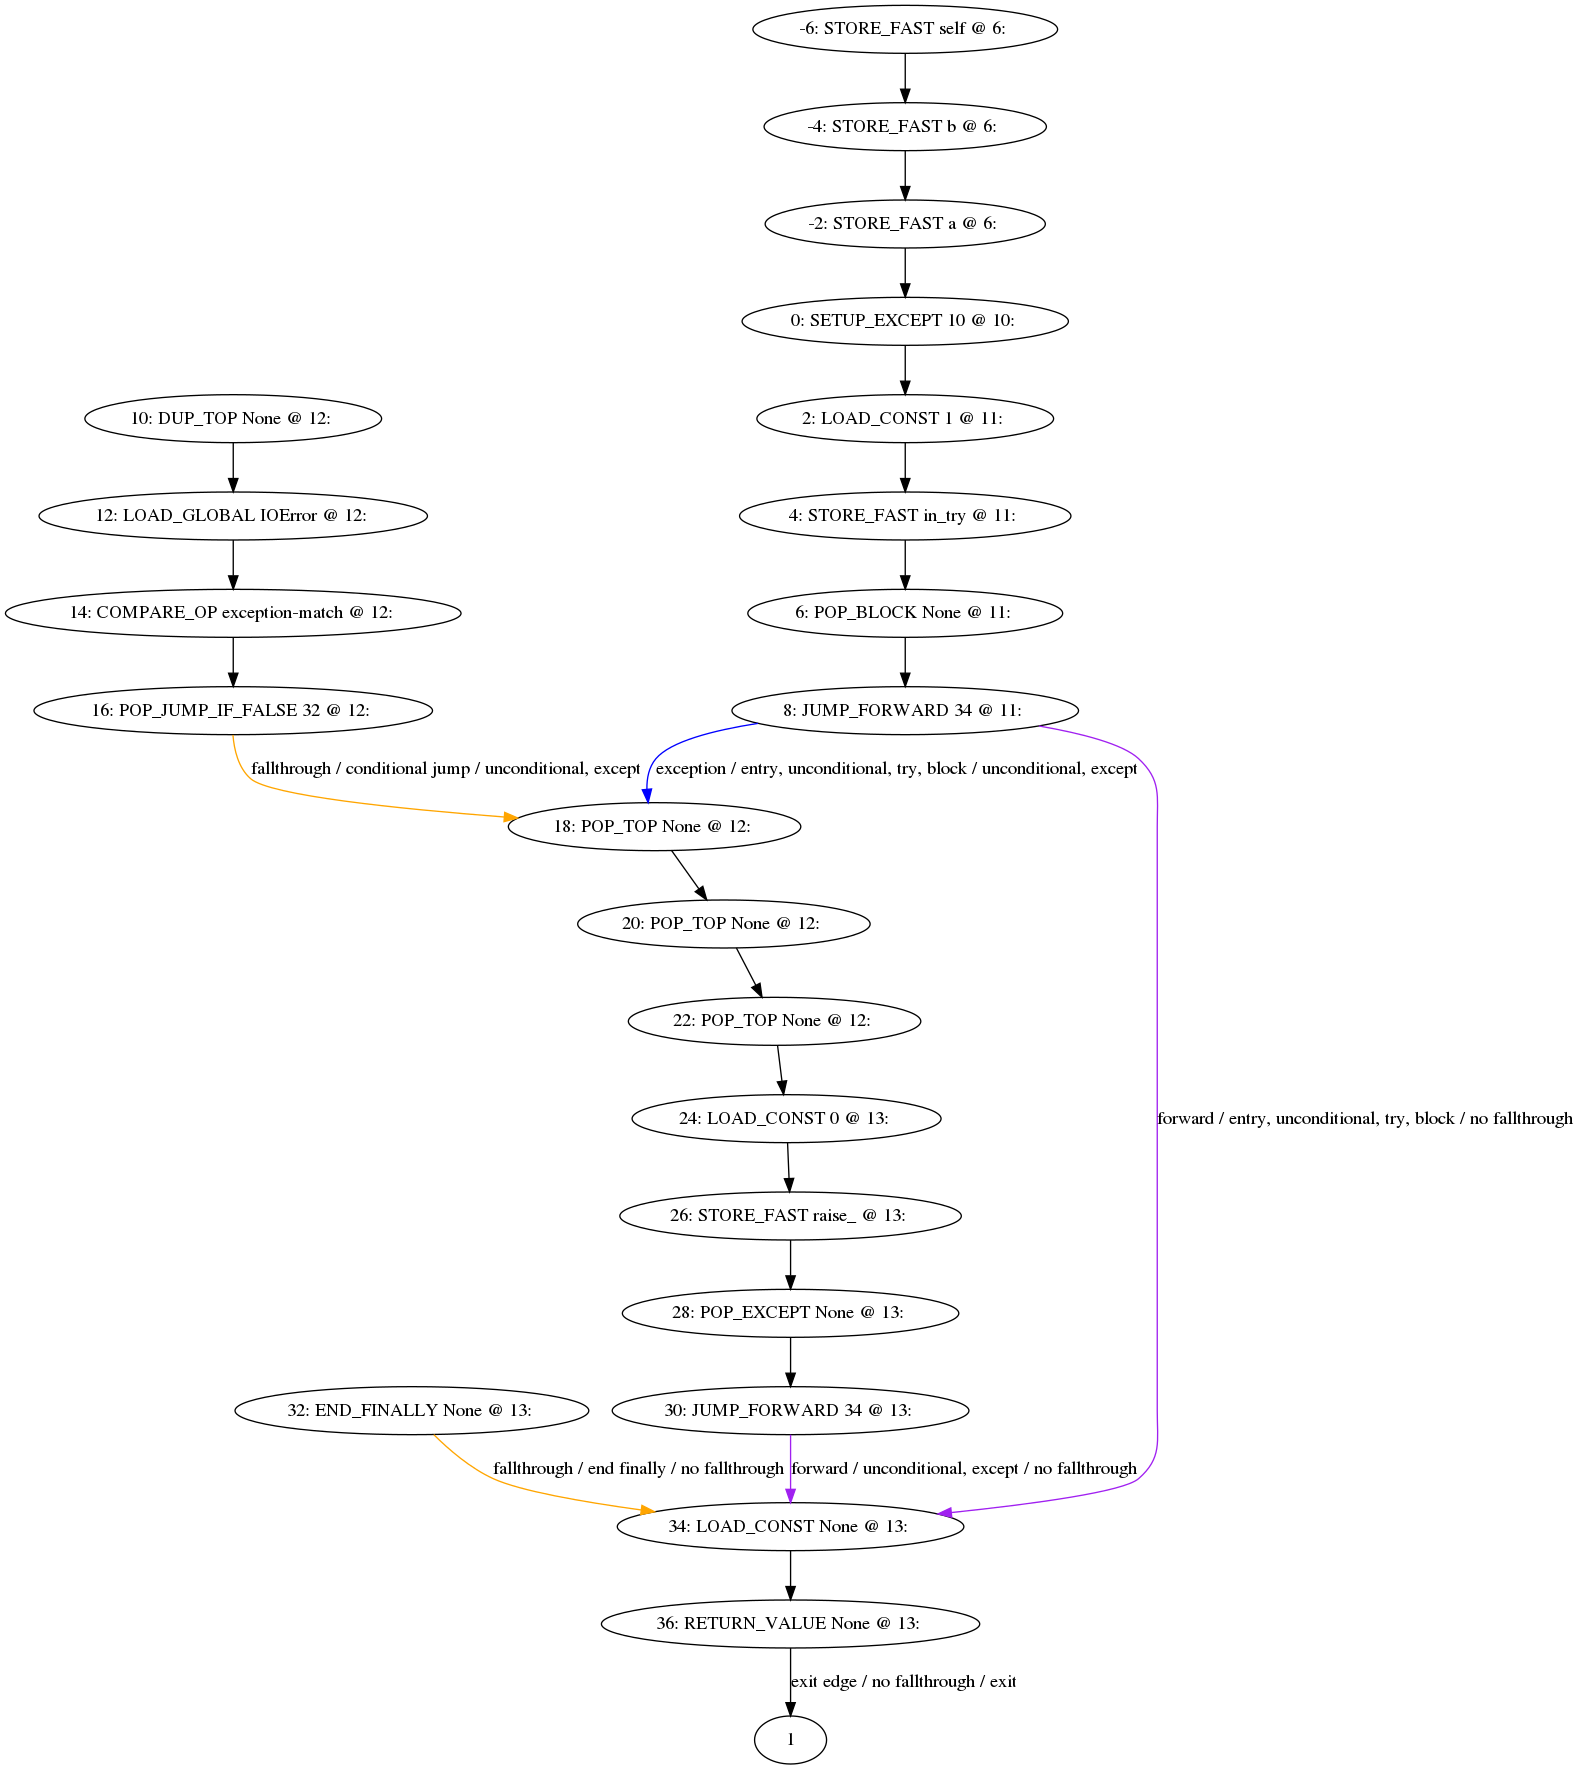 -6: STORE_FAST self @ 6:
-4: STORE_FAST b @ 6:
-2: STORE_FAST a @ 6:
0: SETUP_EXCEPT 10 @ 10:
10: DUP_TOP None @ 12:
2: LOAD_CONST 1 @ 11:
12: LOAD_GLOBAL IOError @ 12:
4: STORE_FAST in_try @ 11:
14: COMPARE_OP exception-match @ 12:
6: POP_BLOCK None @ 11:
16: POP_JUMP_IF_FALSE 32 @ 12:
8: JUMP_FORWARD 34 @ 11:
fallthrough / conditional jump / unconditional, except
exception / entry, unconditional, try, block / unconditional, except
18: POP_TOP None @ 12:
20: POP_TOP None @ 12:
22: POP_TOP None @ 12:
24: LOAD_CONST 0 @ 13:
forward / entry, unconditional, try, block / no fallthrough
26: STORE_FAST raise_ @ 13:
28: POP_EXCEPT None @ 13:
32: END_FINALLY None @ 13:
30: JUMP_FORWARD 34 @ 13:
fallthrough / end finally / no fallthrough
forward / unconditional, except / no fallthrough
34: LOAD_CONST None @ 13:
36: RETURN_VALUE None @ 13:
exit edge / no fallthrough / exit
1